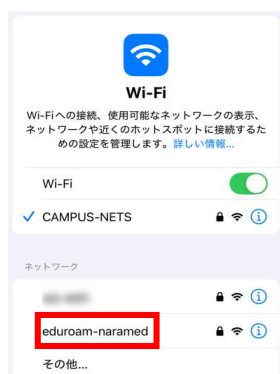 Wi-Fi
Wi-Fiへの接続、使用可能なネットワークの表示、
ネットワークや近くのホットスポットに接続するた
めの設定を管理します。詳しい情報...
Wi-Fi
CAMPUS-NETS
ネットワーク
eduroam-naramed
その他...